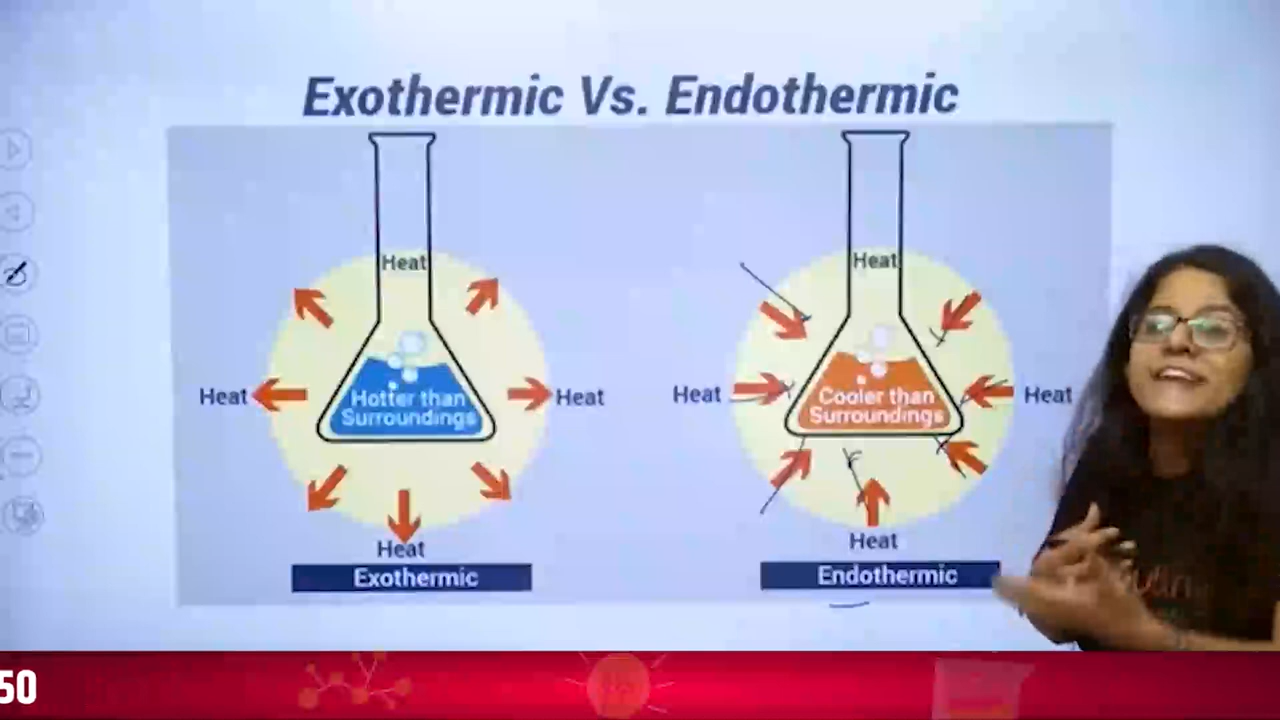 Exothermic Vs. Endothermic
Heat
Heat
Heat
Hotter than
Surroundings
Heat
Heat
Exothermic
Heat
Cooler than
Surroundings
Heat
Heat
Endothermic
50